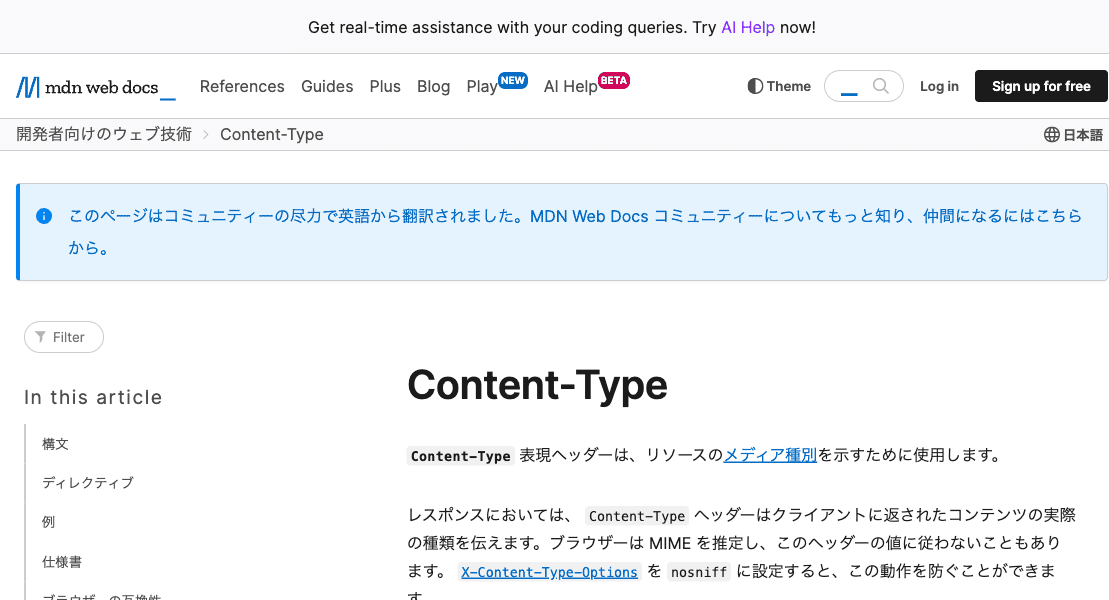 Get real-time assistance with your coding queries. Try AI Help now!
mdn web docs_
References Guides Plus Blog Play NEW AI Help BETA Theme Log in Sign up for free
開発者向けのウェブ技術 > Content-Type 日本語
このページはコミュニティーの尽力で英語から翻訳されました。MDN Web Docs コミュニティーについてもっと知り、仲間になるにはこちら
から。
Filter
In this article
構文
ディレクティブ
例
仕様書
ブラウザーの互換性
Content-Type
Content-Type 表現ヘッダーは、リソースのメディア種別を示すために使用します。
レスポンスにおいては、 Content-Type ヘッダーはクライアントに返されたコンテンツの実際
の種類を伝えます。ブラウザーは MIME を推定し、このヘッダーの値に従わないこともあり
ます。 X-Content-Type-Options を nosniff に設定すると、この動作を防ぐことができま
す。